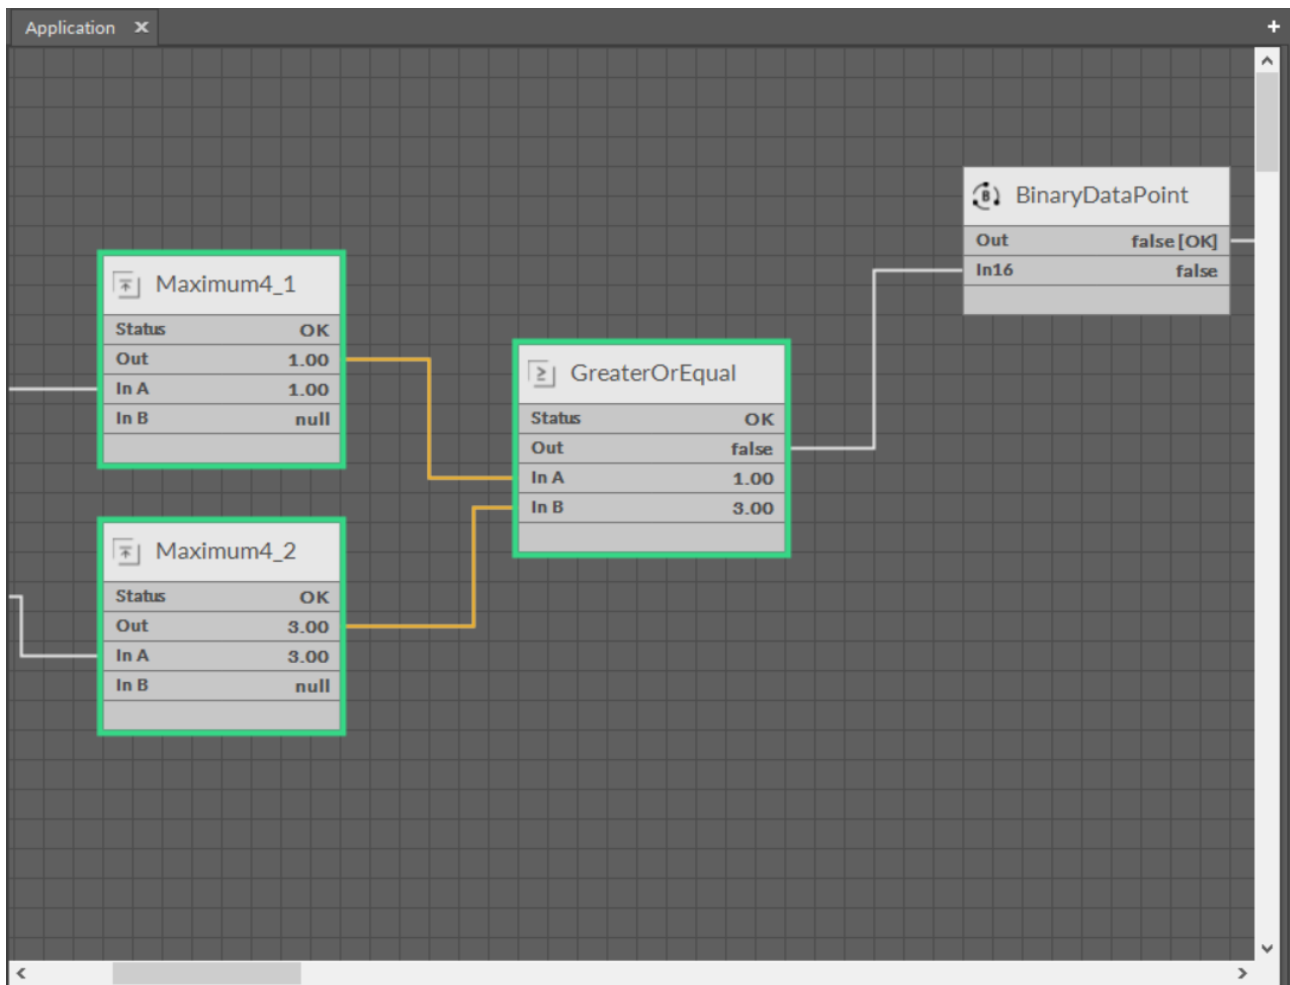 Application
Maximum4_1
Status OK
Out 1.00
In A 1.00
In B null
Maximum4_2
Status OK
Out 3.00
In A 3.00
In B null
GreaterOrEqual
Status OK
Out false
In A 1.00
In B 3.00
B BinaryDataPoint
Out false [OK]
In16 false